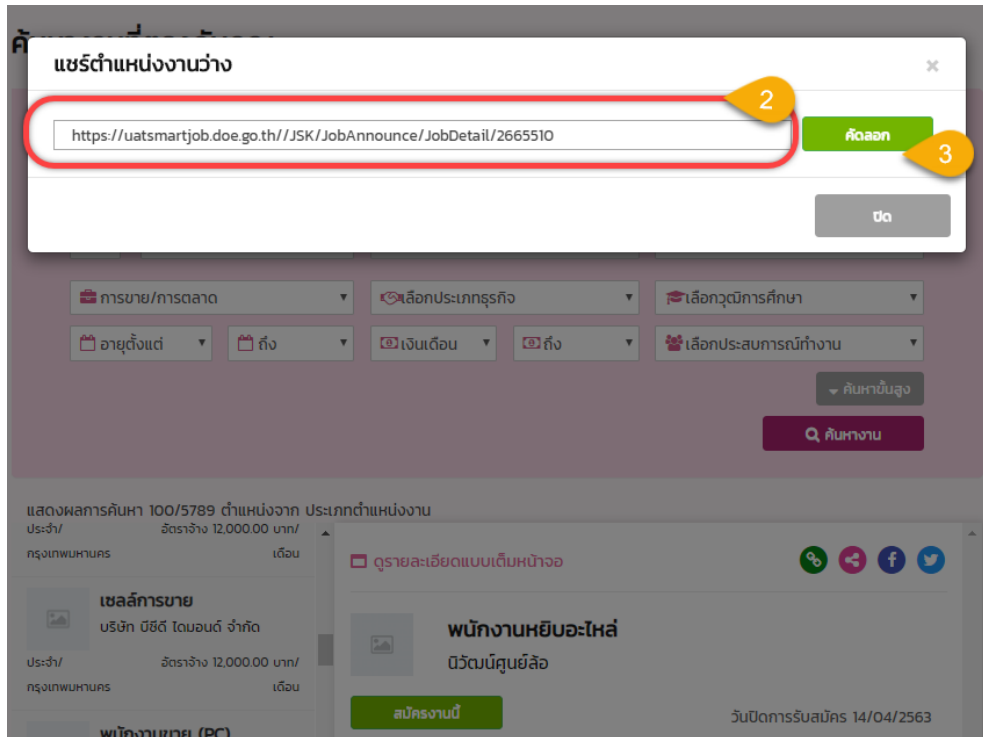 แชร์ตำแหน่งงานว่าง
×
2
https://uatsmartjob.doe.go.th//JSK/JobAnnounce/JobDetail/2665510
คัดลอก
3
ปิด
การขาย/การตลาด
เลือกประเภทธุรกิจ
เลือกวุฒิการศึกษา
อายุตั้งแต่
ถึง
เงินเดือน
ถึง
เลือกประสบการณ์ทำงาน
ค้นหาขั้นสูง
ค้นหางาน
แสดงผลการค้นหา 100/5789 ตำแหน่งจาก ประเภทตำแหน่งงาน
ประจำ/ อัตราจ้าง 12,000.00 บาท/
กรุงเทพมหานคร เดือน
เซลล์การขาย
บริษัท บีซีดี ไดมอนด์ จำกัด
ประจำ/ อัตราจ้าง 12,000.00 บาท/
กรุงเทพมหานคร เดือน
พนักงานขาย (PC)
ดูรายละเอียดแบบเต็มหน้าจอ
พนักงานหยิบอะไหล่
นิวัฒน์ศูนย์ล้อ
สมัครงานนี้
วันปิดการรับสมัคร 14/04/2563